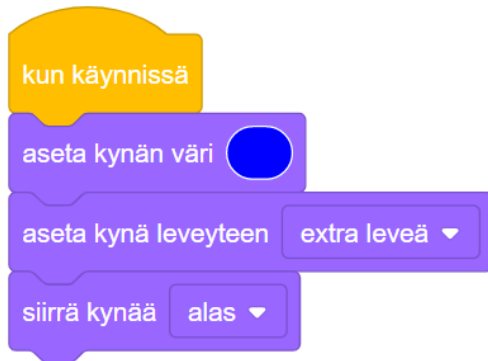 kun käynnissä
aseta kynän väri
aseta kynä leveyteen extra leveä
siirrä kynää alas